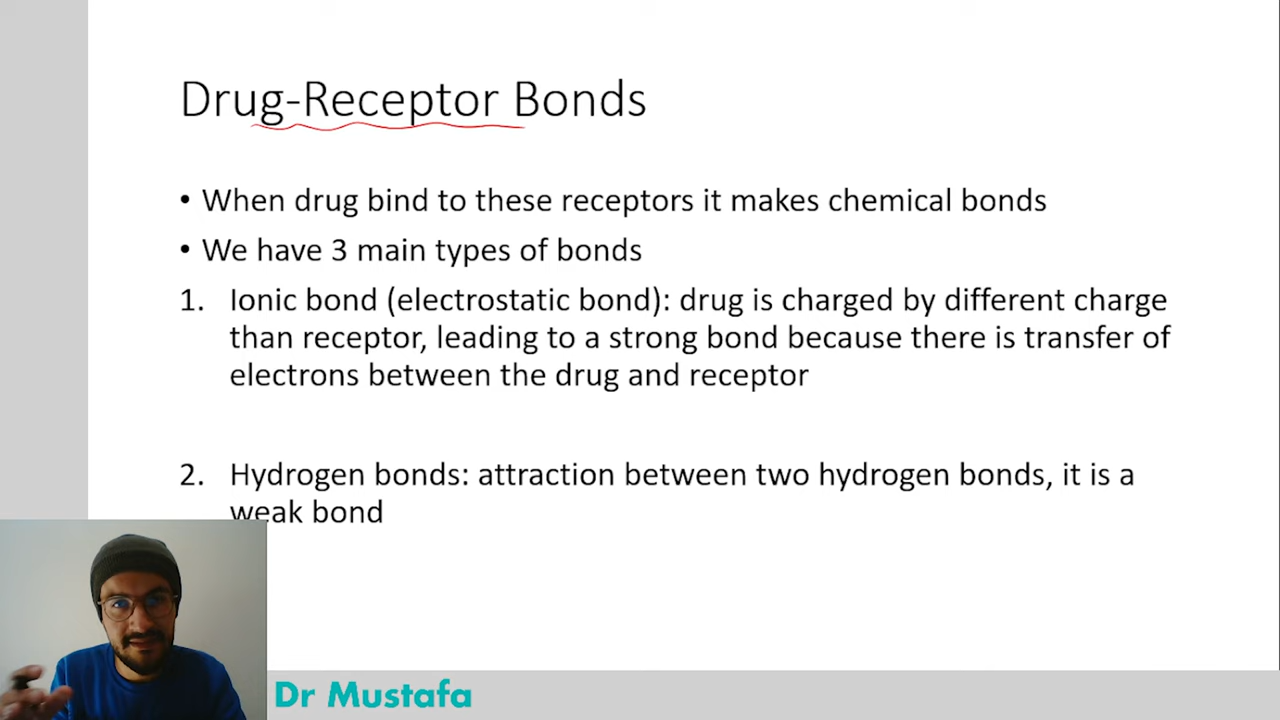 Drug-Receptor Bonds
• When drug bind to these receptors it makes chemical bonds
• We have 3 main types of bonds
1. Ionic bond (electrostatic bond): drug is charged by different charge
than receptor, leading to a strong bond because there is transfer of
electrons between the drug and receptor
2. Hydrogen bonds: attraction between two hydrogen bonds, it is a
weak bond
Dr Mustafa